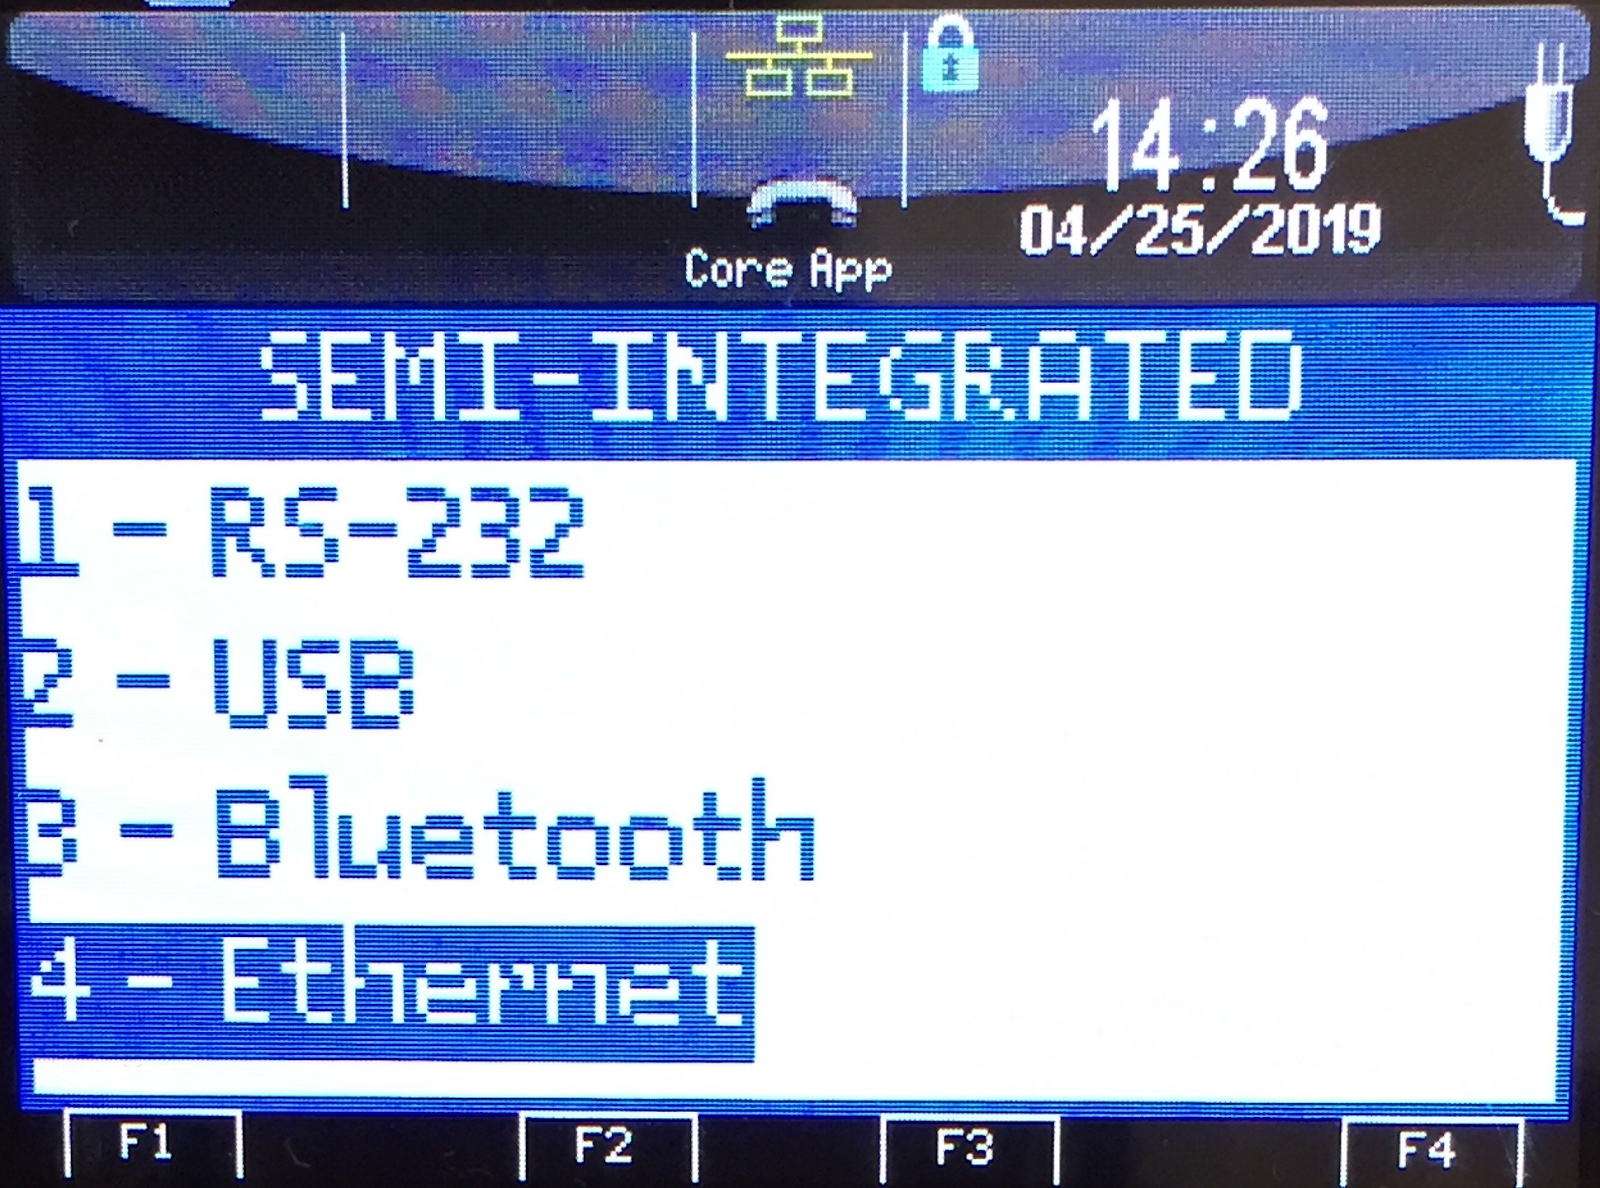 14:26
04/25/2019
Core App
SEMI-INTEGRATED
1 - RS-232
2 - USB
3 - Bluetooth
4 - Ethernet
F1 F2 F3 F4